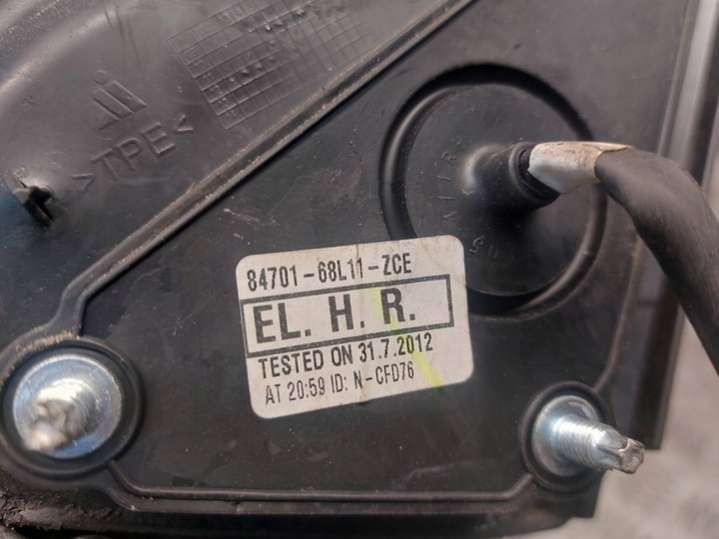 >TPE<
84701-68L11-ZCE
EL. H. R.
TESTED ON 31.7.2012
AT 20:59 ID: N-CFD76